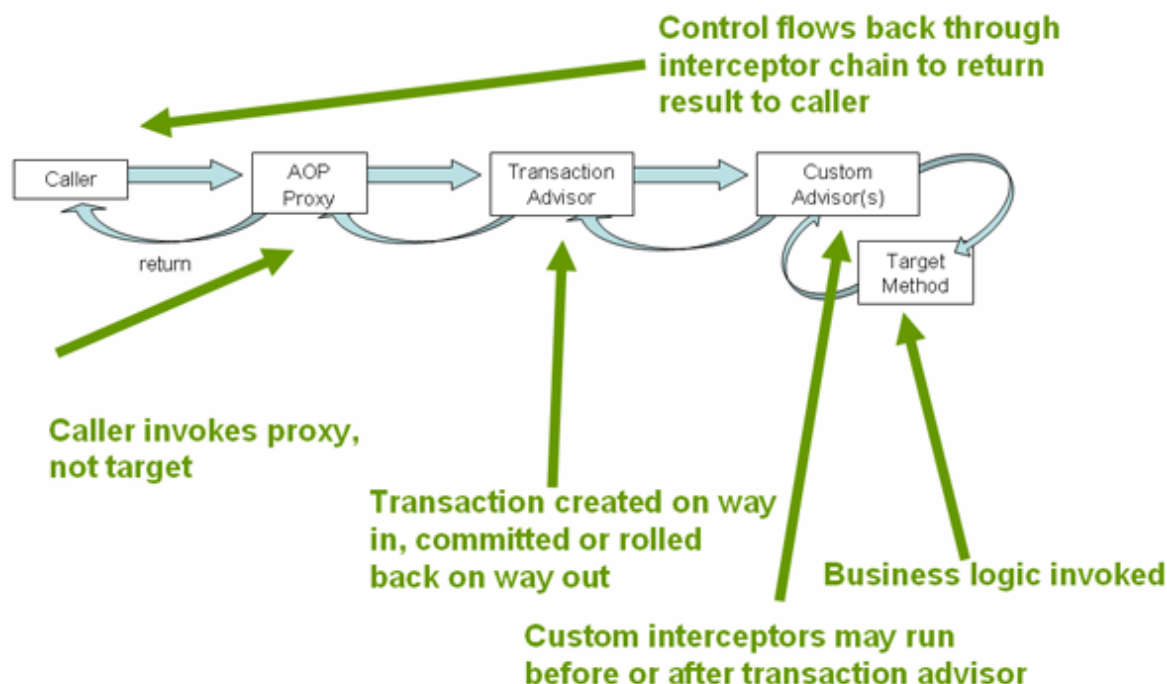 Control flows back through
interceptor chain to return
result to caller
Caller
AOP
Proxy
Transaction
Advisor
Custom
Advisor(s)
return
Target
Method
Caller invokes proxy,
not target
Transaction created on way
in, committed or rolled
back on way out
Business logic invoked
Custom interceptors may run
before or after transaction advisor